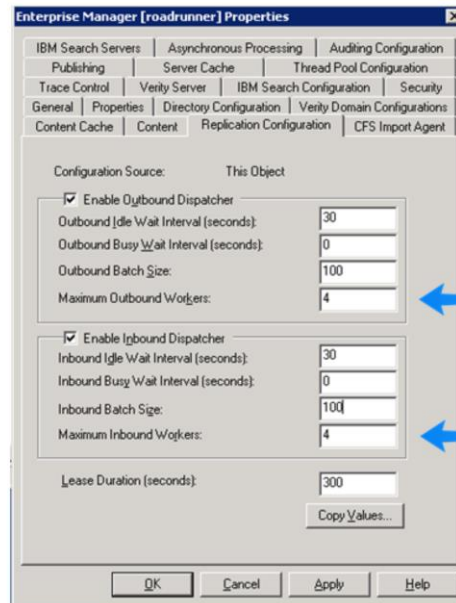 Enterprise Manager [roadrunner] Properties
IBM Search Servers Asynchronous Processing Auditing Configuration
Publishing Server Cache Thread Pool Configuration
Trace Control Verity Server IBM Search Configuration Security
General Properties Directory Configuration Verity Domain Configurations
Content Cache Content Replication Configuration CFS Import Agent
Configuration Source: This Object
Enable Outbound Dispatcher
Outbound Idle Wait Interval (seconds): 30
Outbound Busy Wait Interval (seconds): 0
Outbound Batch Size: 100
Maximum Outbound Workers: 4
Enable Inbound Dispatcher
Inbound Idle Wait Interval (seconds): 30
Inbound Busy Wait Interval (seconds): 0
Inbound Batch Size: 100
Maximum Inbound Workers: 4
Lease Duration (seconds): 300
Copy Values...
OK Cancel Apply Help